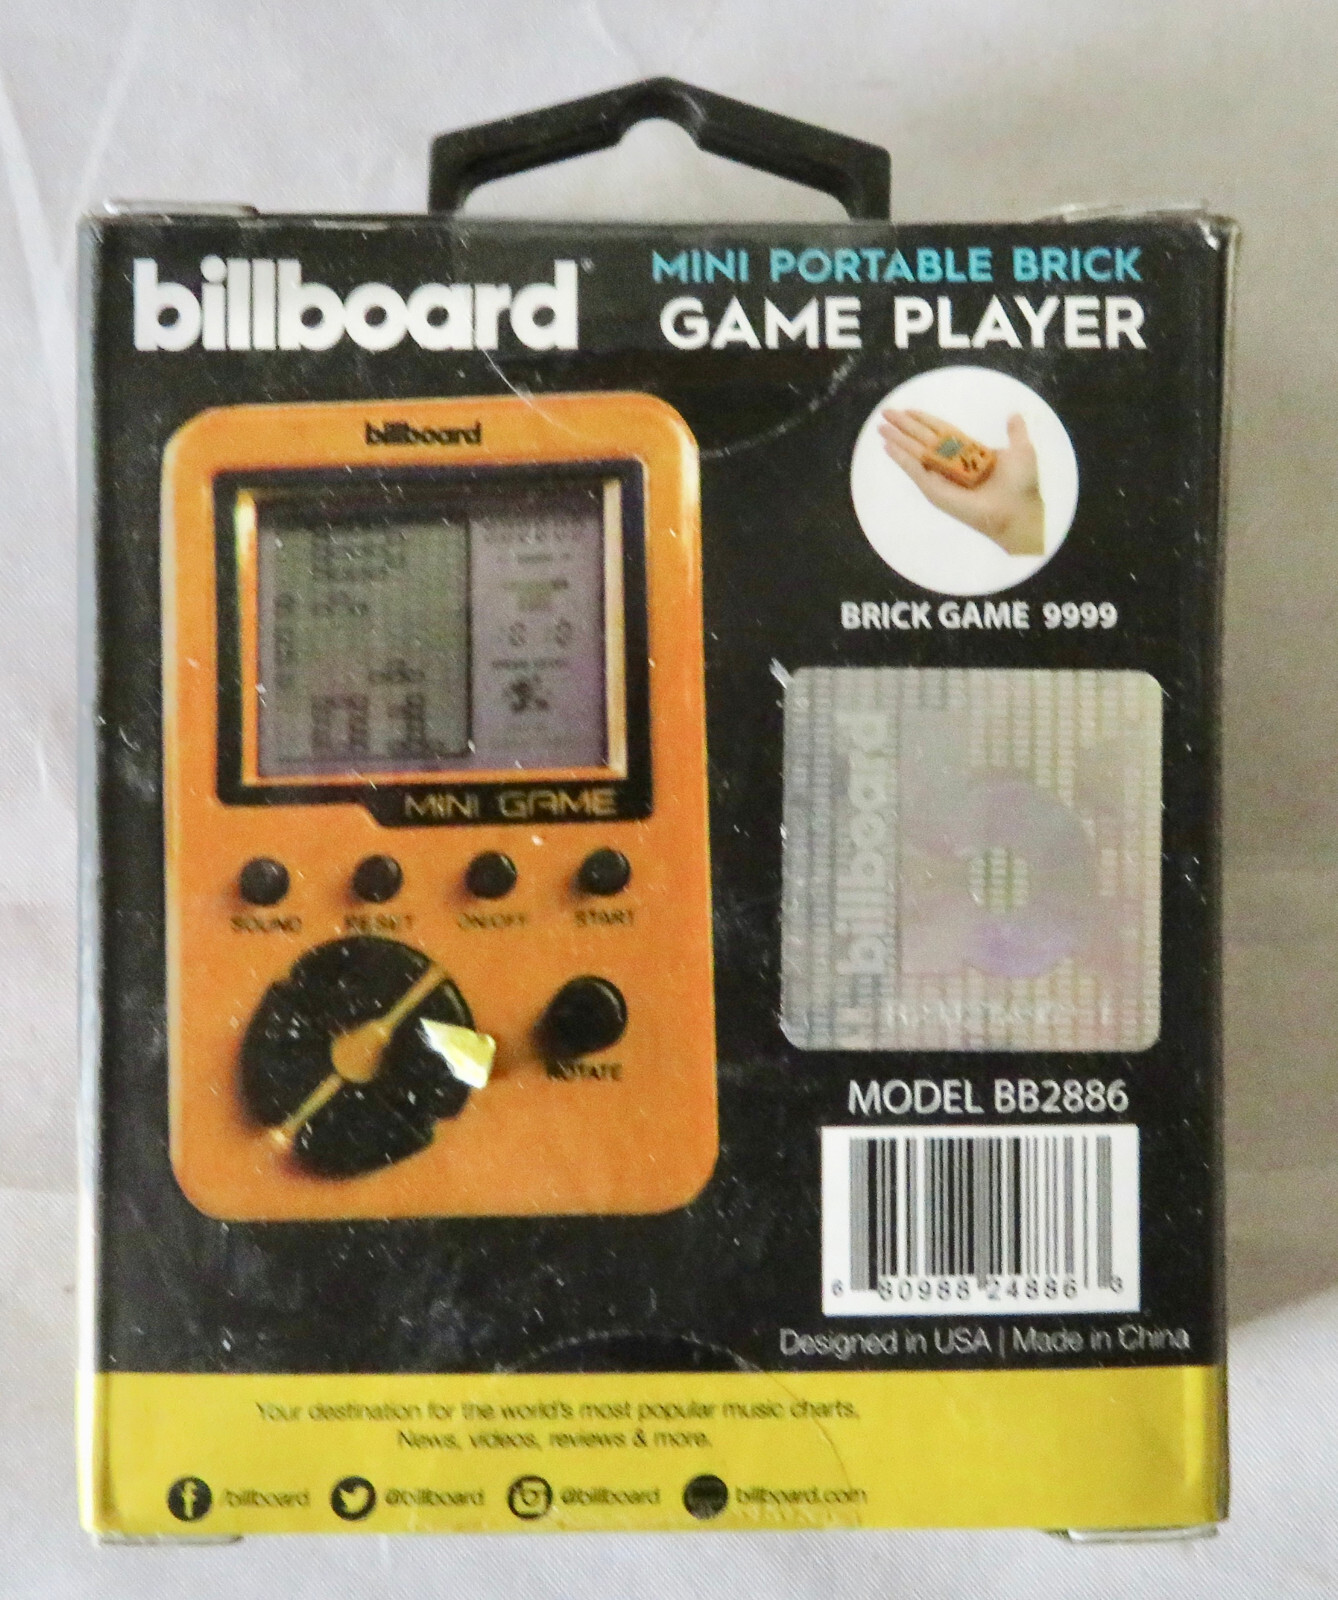 billboard
MINI PORTABLE BRICK
GAME PLAYER
billboard
MINI GAME
SOUND RESET ON/OFF START
ROTATE
BRICK GAME 9999
billboard
MODEL BB2886
6 80988 24886 3
Designed in USA | Made in China
Your destination for the world's most popular music charts,
News, videos, reviews & more.
/billboard @billboard @billboard billboard.com